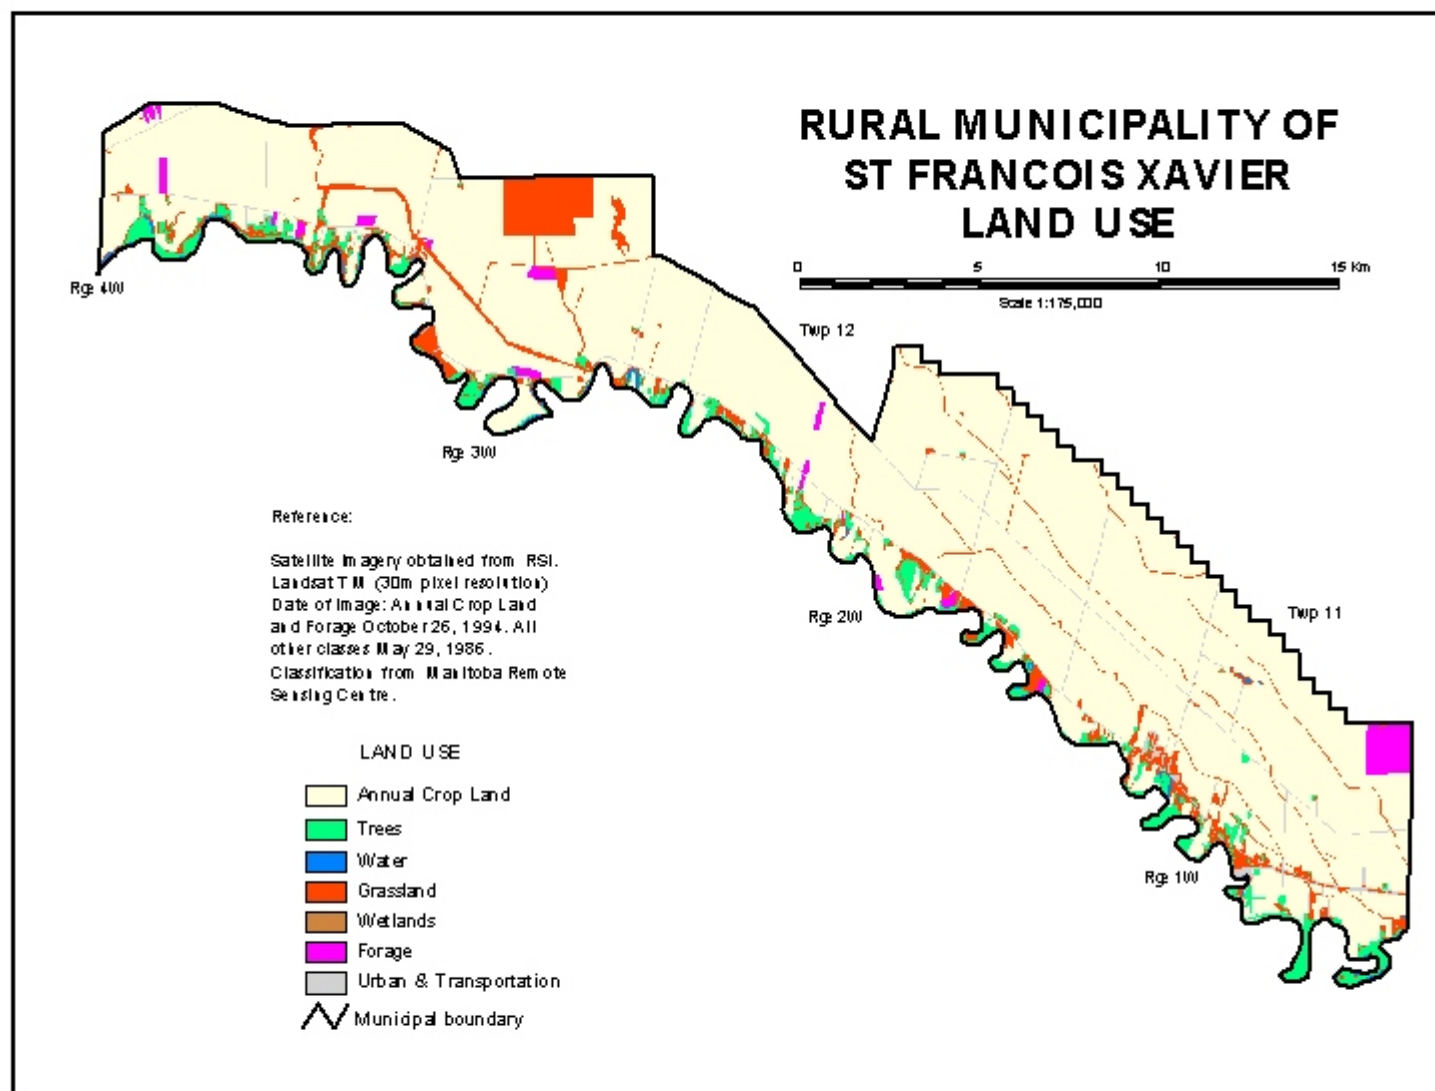 RURAL MUNICIPALITY OF
ST FRANCOIS XAVIER
LAND USE
0 5 10 15 Km
Scale 1:175,000
Twp 12
Rge 4W
Rge 3W
Rge 2W
Twp 11
Rge 1W
Reference:
Satellite Imagery obtained from RSI.
Landsat TM (30m pixel resolution)
Date of Image: Annual Crop Land
and Forage October 26, 1994. All
other classes May 29, 1986.
Classification from Manitoba Remote
Sensing Centre.
LAND USE
Annual Crop Land
Trees
Water
Grassland
Wetlands
Forage
Urban & Transportation
Municipal boundary